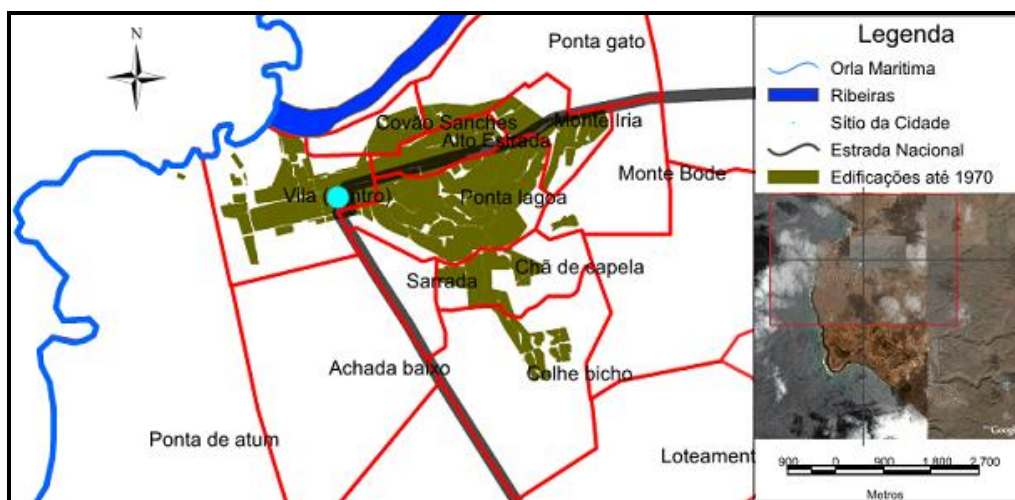 N
Ponta gato
Covão Sanches
Monte Iria
Alto Estrada
Monte Bode
Vila (
ntro)
Ponta lagoa
Chã de capela
Sarrada
Achada baixo
Colhe bicho
Ponta de atum
Loteament
Legenda
Orla Maritima
Ribeiras
Sítio da Cidade
Estrada Nacional
Edificações até 1970
Google
900 0 900 1.800 2.700
Metros